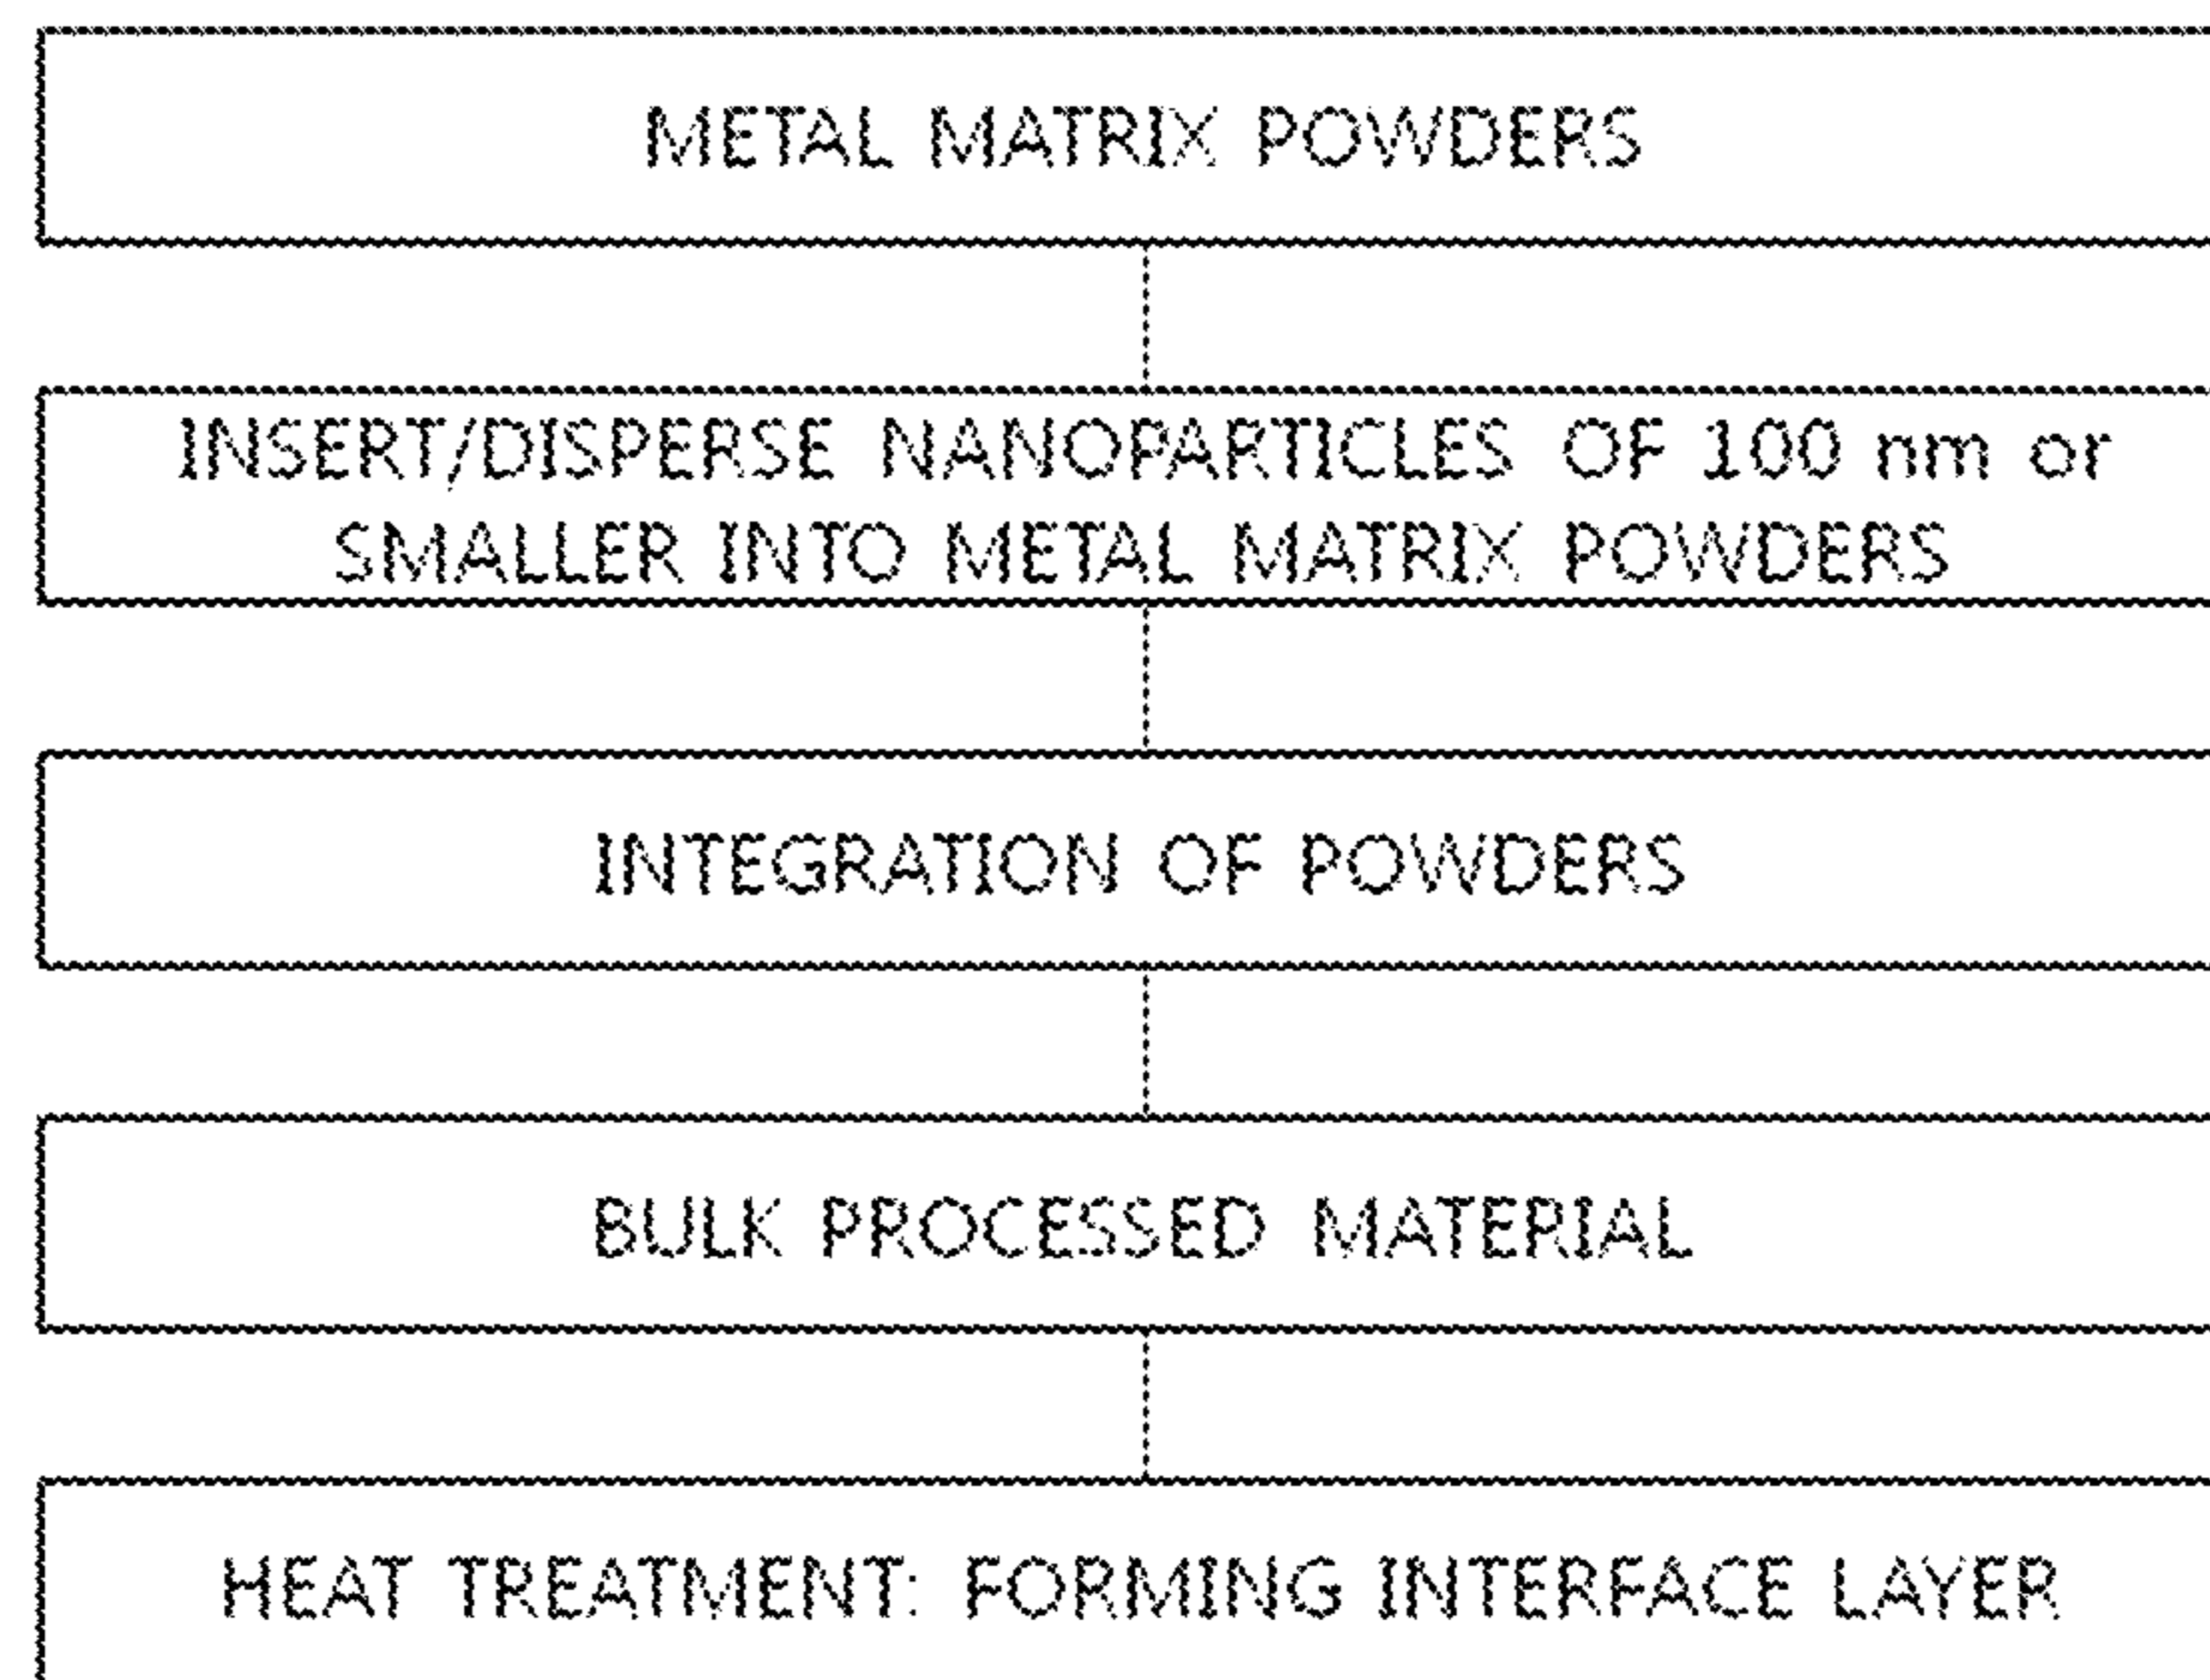 METAL MATRIX POWDERS
INSERT/DISPERSE NANOPARTICLES OF 100 nm or
SMALLER INTO METAL MATRIX POWDERS
INTEGRATION OF POWDERS
BULK PROCESSED MATERIAL
HEAT TREATMENT: FORMING INTERFACE LAYER